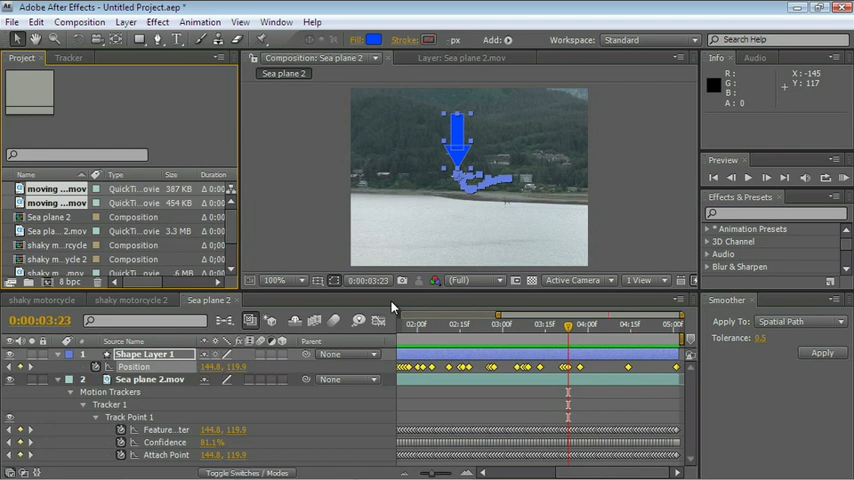 Adobe After Effects - Untitled Project.aep *
File Edit Composition Layer Effect Animation View Window Help
Fill: Stroke: - px Add: Workspace: Standard Search Help
Project Tracker
Composition: Sea plane 2 Layer: Sea plane 2.mov
Info Audio
Sea plane 2
R: X: -145
G: Y: 117
B:
A: 0
Preview
Name Type Size Duration
moving ...mov QuickTi...ovie 387 KB Δ 0;0
moving ...mov QuickTi...ovie 454 KB Δ 0;0
Sea plane 2 Composition Δ 0;0
Sea pla... 2.mov QuickTi...ovie 3.3 MB Δ 0;0
shaky m...rcycle Composition
shaky m...ycle 2 Composition
8 bpc
Effects & Presets
* Animation Presets
3D Channel
Audio
Blur & Sharpen
100% 0:00:03:23 (Full) Active Camera 1 View
shaky motorcycle shaky motorcycle 2 Sea plane 2
Smoother
0:00:03:23
Apply To: Spatial Path
Tolerance: 0.5
Apply
02:00f 02:15f 03:00f 03:15f 04:00f 04:15f 05:00f
# Source Name Parent
1 Shape Layer 1 None
Position 144.8, 119.9
2 Sea plane 2.mov None
Motion Trackers
Tracker 1
Track Point 1
Feature...ter 144.8, 119.9
Confidence 81.1%
Attach Point 144.8, 119.9
Toggle Switches / Modes